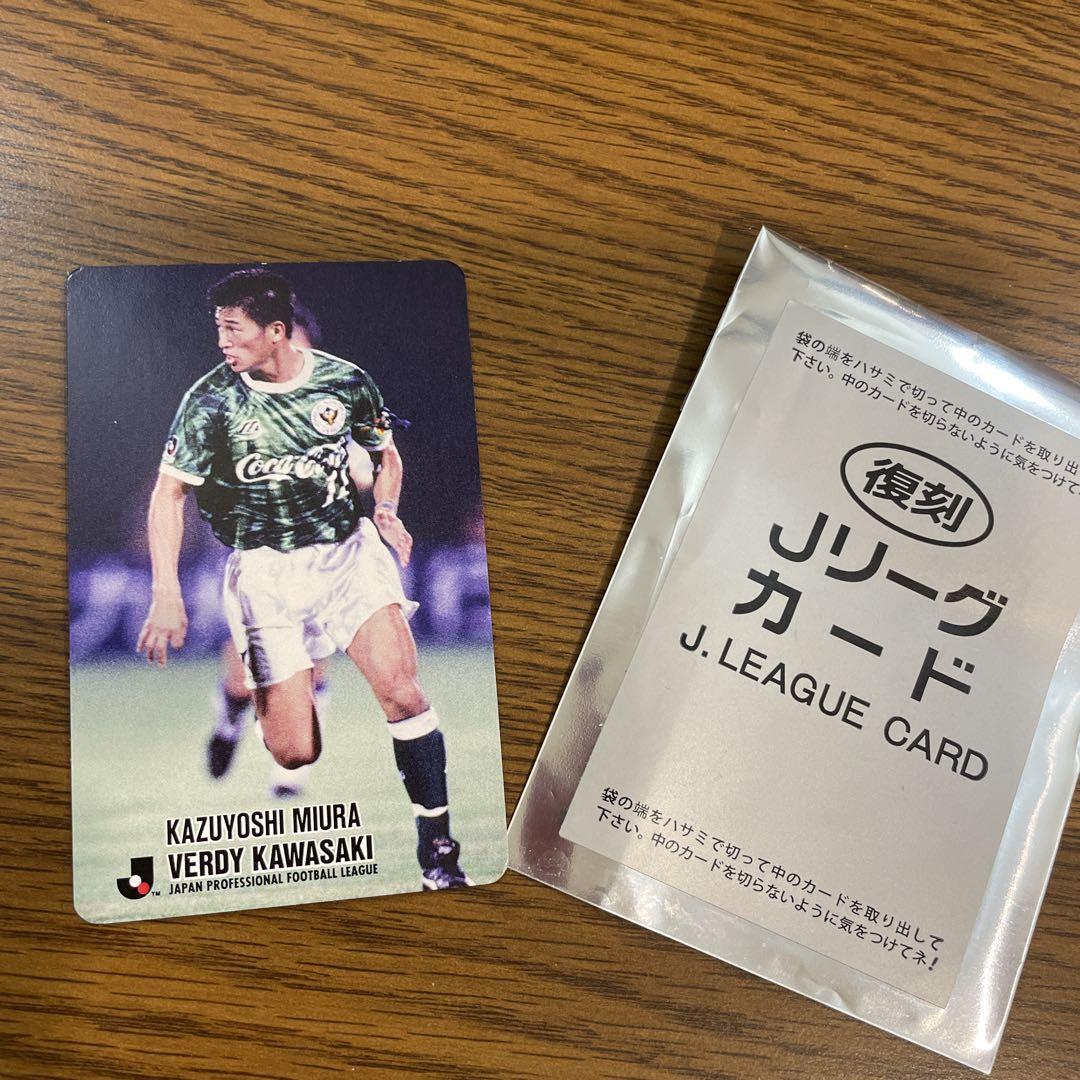 Coca-Cola
11
KAZUYOSHI MIURA
VERDY KAWASAKI
JAPAN PROFESSIONAL FOOTBALL LEAGUE
TM
袋の端をハサミで切って中のカードを取り出し
下さい。中のカードを切らないように気をつけてネ
復刻
Jリーグ
カード
J. LEAGUE CARD
袋の端をハサミで切って中のカードを取り出して
下さい。中のカードを切らないように気をつけてネ!